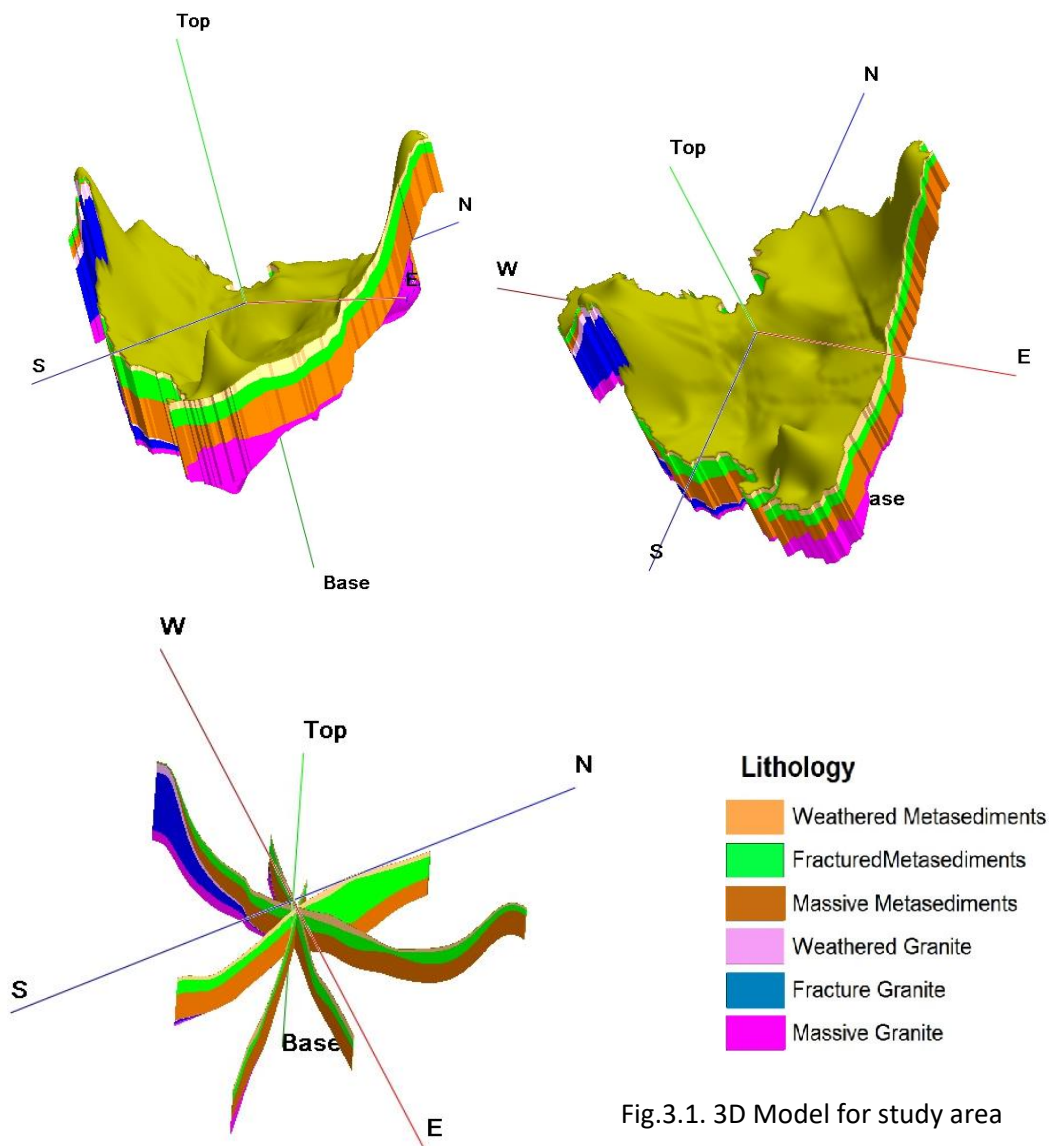 Top
N
E
S
Base
N
Top
W
E
S
ase
W
Top
N
S
Base
E
Lithology
Weathered Metasediments
FracturedMetasediments
Massive Metasediments
Weathered Granite
Fracture Granite
Massive Granite
Fig.3.1. 3D Model for study area